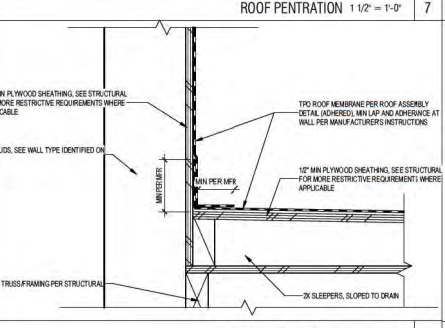 ROOF PENTRATION 1 1/2" = 1'-0" 7
IN PLYWOOD SHEATHING, SEE STRUCTURAL
MORE RESTRICTIVE REQUIREMENTS WHERE
CABLE
UDS, SEE WALL TYPE IDENTIFIED ON
TRUSS/FRAMING PER STRUCTURAL
MIN PER MFR
MIN PER MFR
TPO ROOF MEMBRANE PER ROOF ASSEMBLY
DETAIL (ADHERED), MIN LAP AND ADHERANCE AT
WALL PER MANUFACTURER'S INSTRUCTIONS
1/2" MIN PLYWOOD SHEATHING, SEE STRUCTURAL
FOR MORE RESTRICTIVE REQUIREMENTS WHERE
APPLICABLE
2X SLEEPERS, SLOPED TO DRAIN